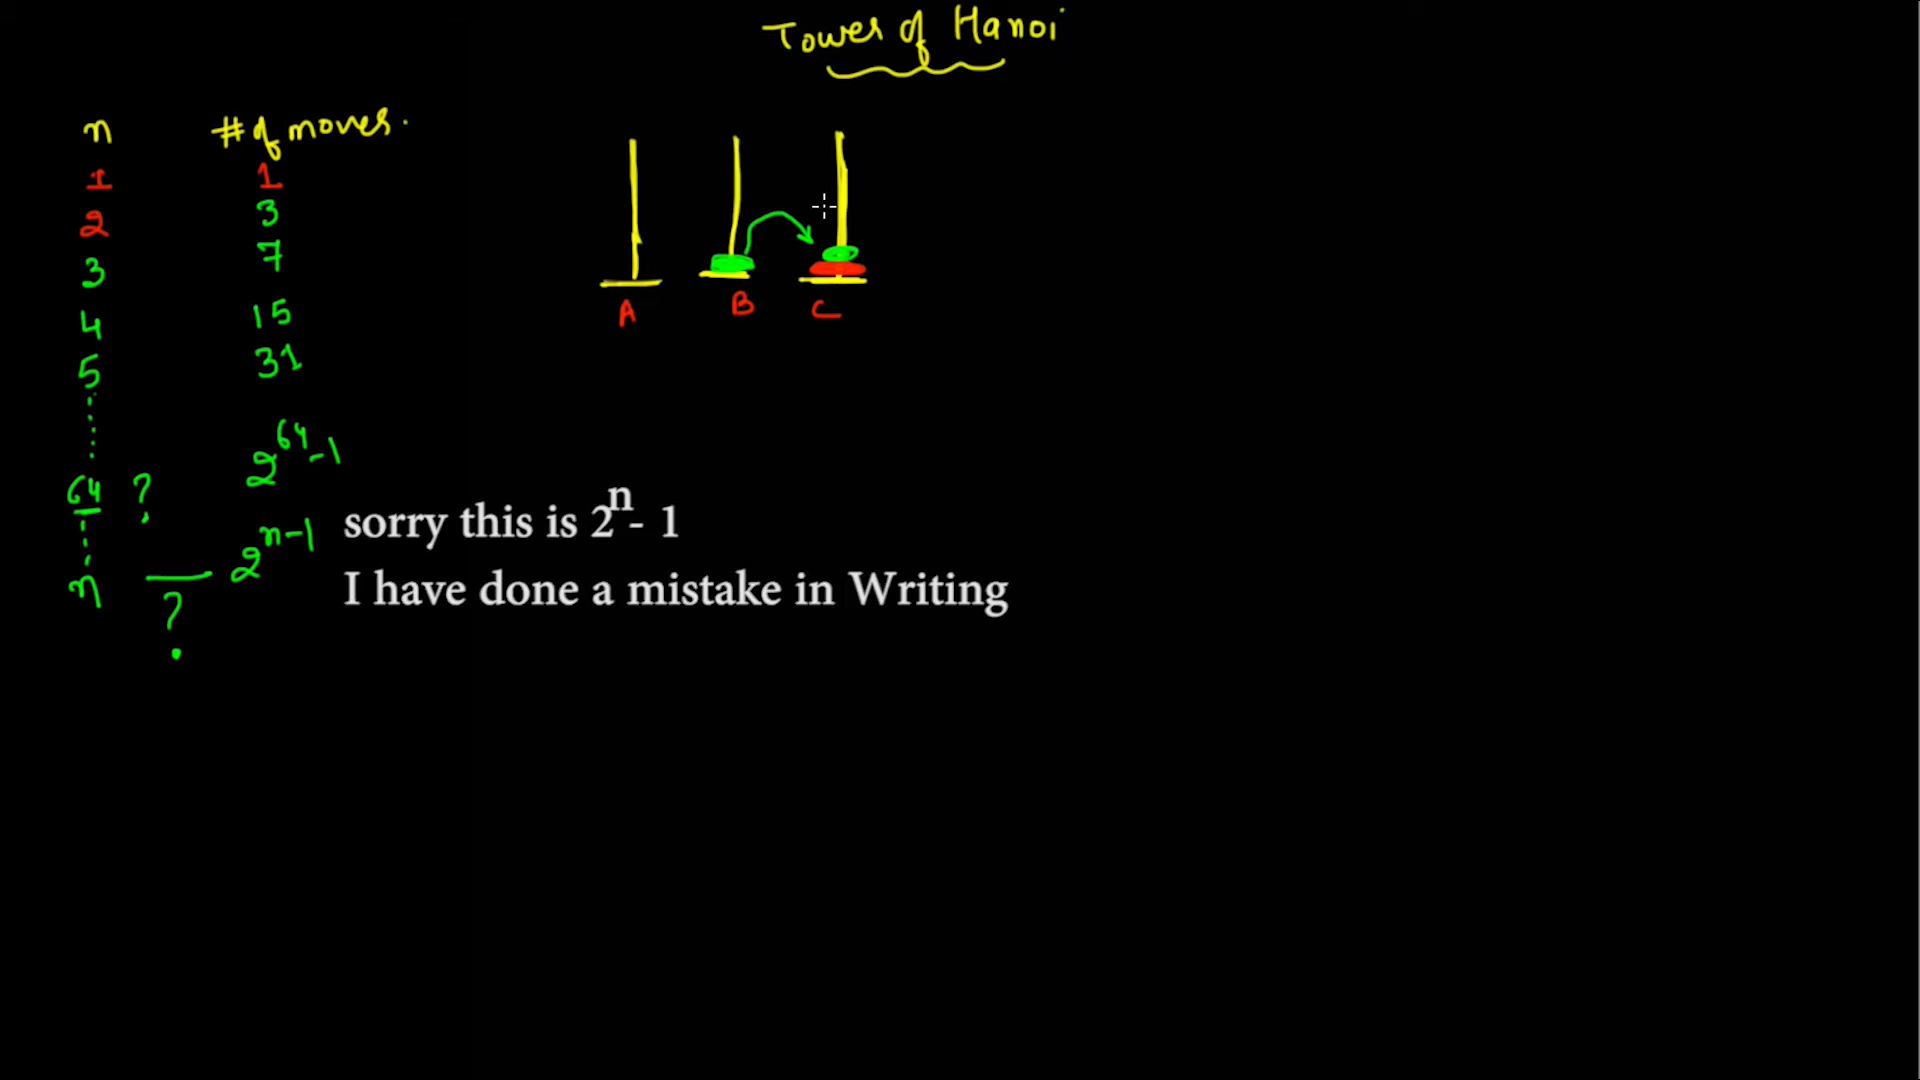 Tower of Hanoi
n # of moves.
1 1
2 3
3 7
4 15
5 31
64 ? 2^64-1
n ? 2^n-1
sorry this is 2^n - 1
I have done a mistake in Writing
A B C